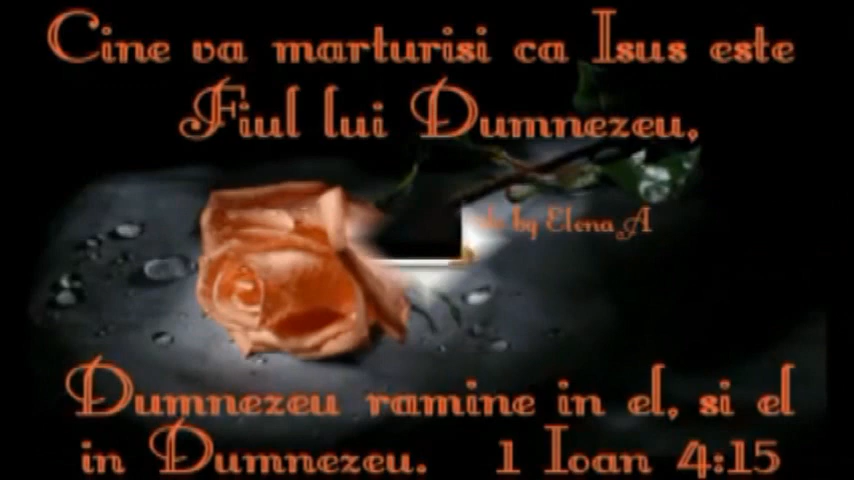 Cine va marturisi ca Isus este
Fiul lui Dumnezeu,
by Elena A
Dumnezeu ramine in el, si el
in Dumnezeu. 1 Ioan 4:15